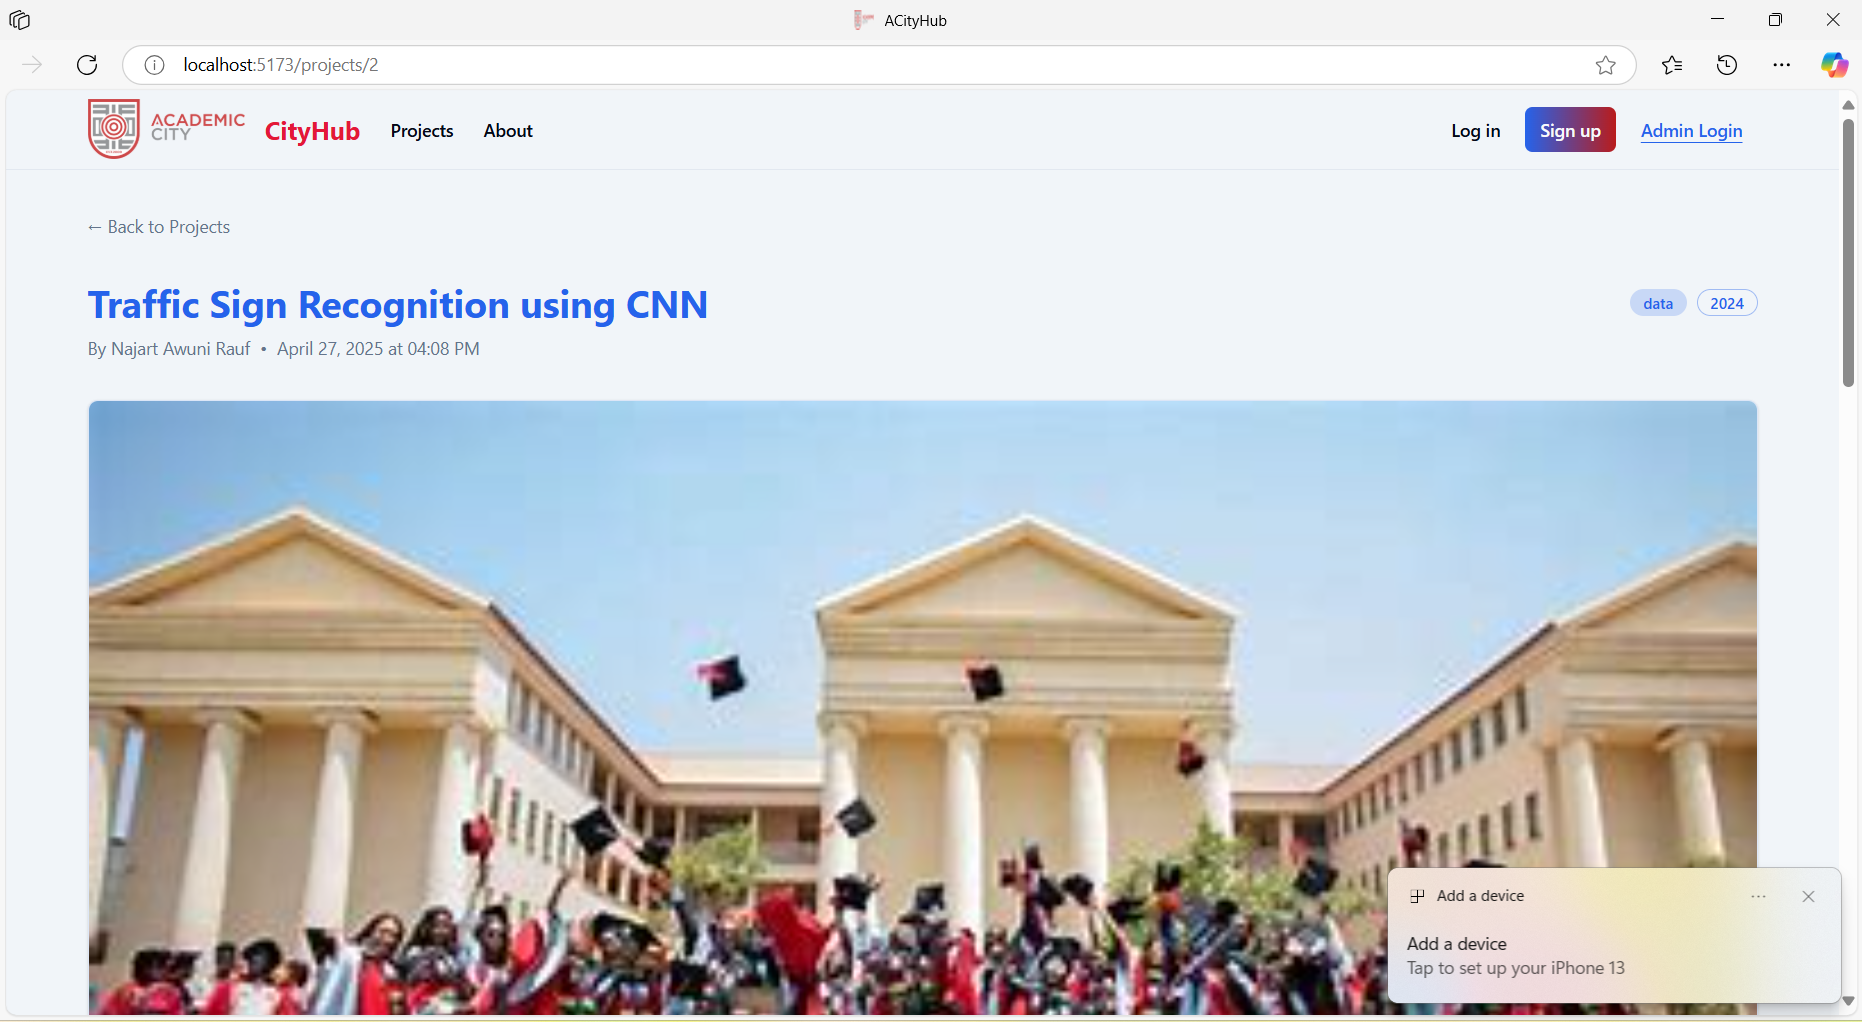 ACityHub
localhost:5173/projects/2
ACADEMIC
CITY
CityHub
Projects
About
Log in
Sign up
Admin Login
← Back to Projects
Traffic Sign Recognition using CNN
data
2024
By Najart Awuni Rauf • April 27, 2025 at 04:08 PM
Add a device
Add a device
Tap to set up your iPhone 13